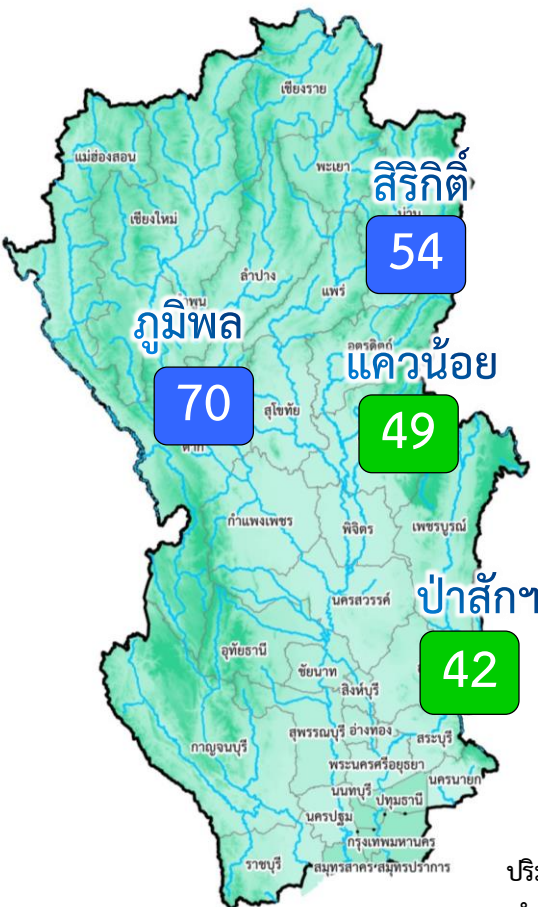 เชียงราย
แม่ฮ่องสอน
พะเยา
สิริกิติ์
น่าน
เชียงใหม่
54
ลำปาง
แพร่
ลำพูน
ภูมิพล
อุตรดิตถ์
แควน้อย
70
สุโขทัย
49
ตาก
กำแพงเพชร
พิจิตร
เพชรบูรณ์
นครสวรรค์
ป่าสักฯ
อุทัยธานี
42
ชัยนาท
สิงห์บุรี
สุพรรณบุรี
อ่างทอง
สระบุรี
กาญจนบุรี
พระนครศรีอยุธยา
นครนายก
นนทบุรี
ปทุมธานี
นครปฐม
กรุงเทพมหานคร
ราชบุรี
สมุทรสาคร
สมุทรปราการ